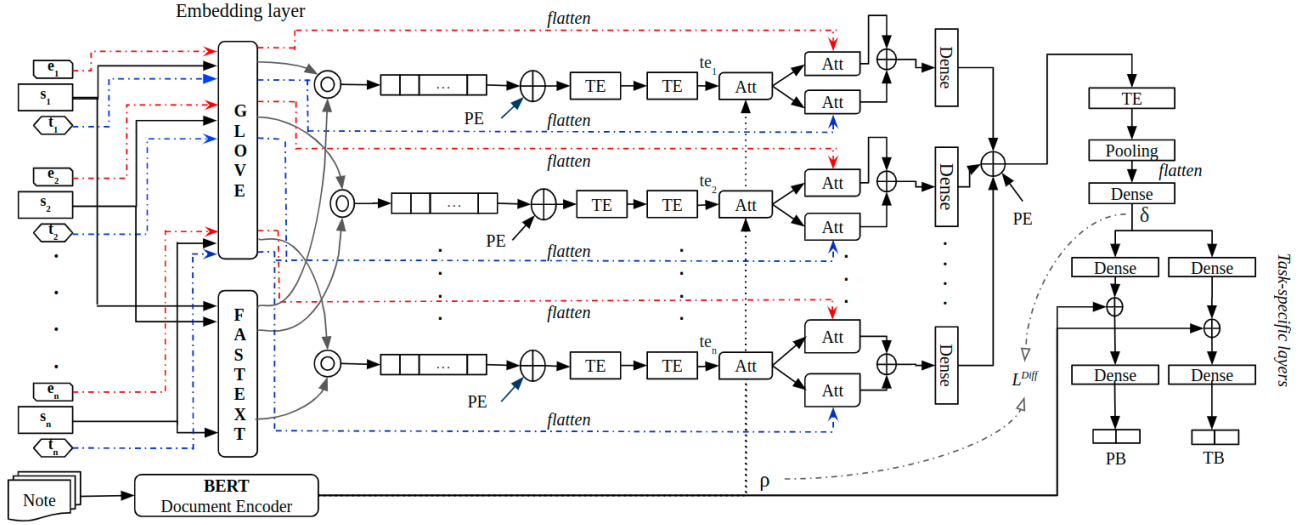 Embedding layer
flatten
e1
s1
t1
GLOVE
...
PE
TE
TE
te1
Att
Att
Att
Dense
flatten
flatten
e2
s2
t2
...
PE
TE
TE
te2
Att
Att
Att
Dense
PE
flatten
TE
Pooling
flatten
Dense
δ
Dense
Dense
Task-specific layers
FASTEXT
flatten
en
sn
tn
...
PE
TE
TE
ten
Att
Att
Att
Dense
flatten
L^Diff
Dense
Dense
PB
TB
Note
BERT
Document Encoder
ρ